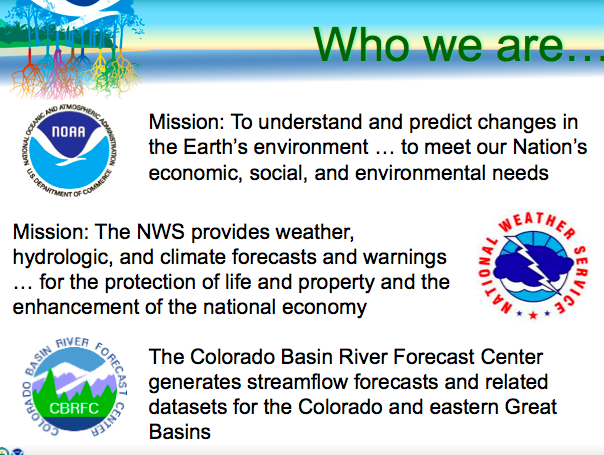 Who we are…
NATIONAL OCEANIC AND ATMOSPHERIC ADMINISTRATION
NOAA
U.S. DEPARTMENT OF COMMERCE
Mission: To understand and predict changes in
the Earth’s environment … to meet our Nation’s
economic, social, and environmental needs
Mission: The NWS provides weather,
hydrologic, and climate forecasts and warnings
… for the protection of life and property and the
enhancement of the national economy
NATIONAL WEATHER SERVICE
COLORADO BASIN RIVER FORECAST CENTER
CBRFC
The Colorado Basin River Forecast Center
generates streamflow forecasts and related
datasets for the Colorado and eastern Great
Basins